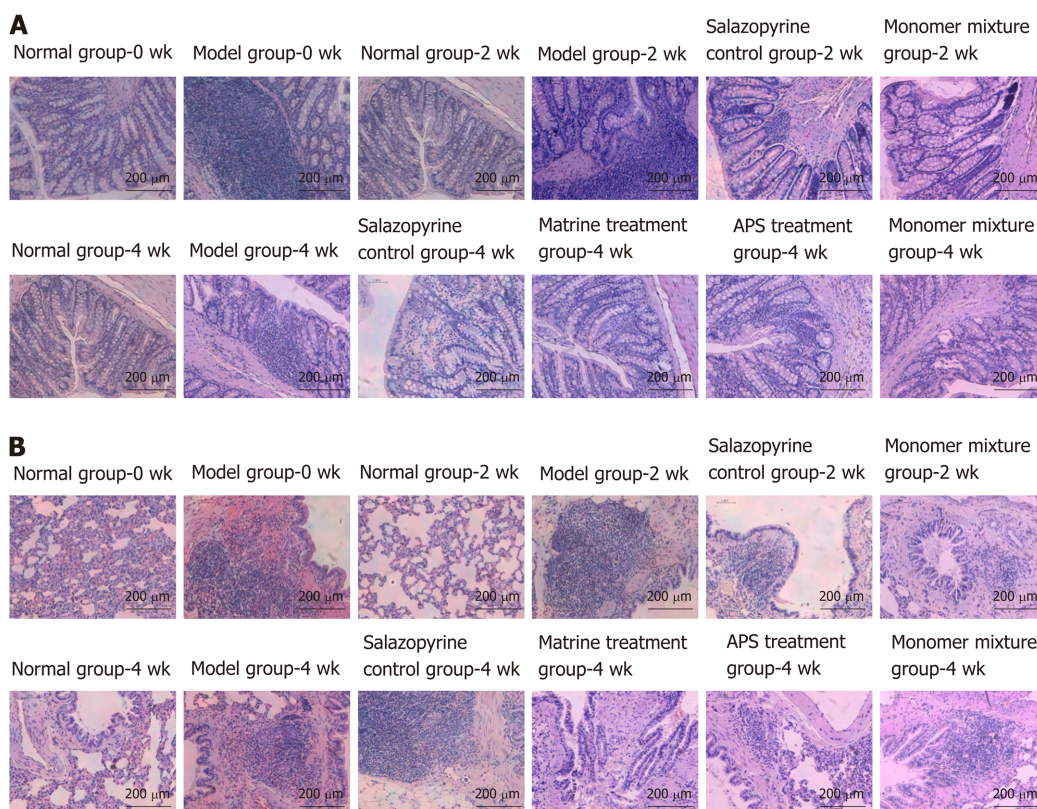 A
Normal group-0 wk
Model group-0 wk
Normal group-2 wk
Model group-2 wk
Salazopyrine
control group-2 wk
Monomer mixture
group-2 wk
200 μm
200 μm
200 μm
200 μm
200 μm
200 μm
Normal group-4 wk
Model group-4 wk
Salazopyrine
control group-4 wk
Matrine treatment
group-4 wk
APS treatment
group-4 wk
Monomer mixture
group-4 wk
200 μm
200 μm
200 μm
200 μm
200 μm
200 μm
B
Normal group-0 wk
Model group-0 wk
Normal group-2 wk
Model group-2 wk
Salazopyrine
control group-2 wk
Monomer mixture
group-2 wk
200 μm
200 μm
200 μm
200 μm
200 μm
200 μm
Normal group-4 wk
Model group-4 wk
Salazopyrine
control group-4 wk
Matrine treatment
group-4 wk
APS treatment
group-4 wk
Monomer mixture
group-4 wk
200 μm
200 μm
200 μm
200 μm
200 μm
200 μm